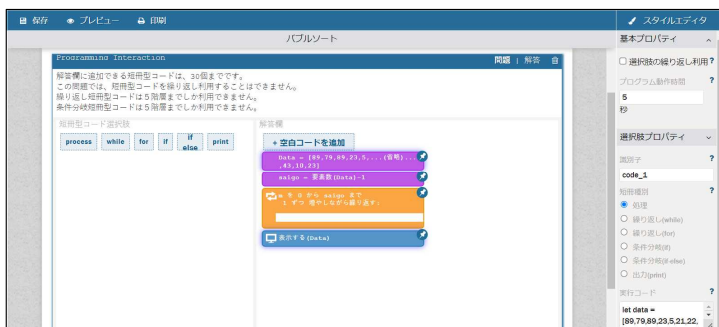 保存 プレビュー 印刷 スタイルエディタ
バブルソート
Programming Interaction 問題 | 解答
解答欄に追加できる短冊型コードは、30個までです。
この問題では、短冊型コードを繰り返し利用することはできません。
繰り返し短冊型コードは5階層までしか利用できません。
条件分岐短冊型コードは5階層までしか利用できません。
短冊型コード選択肢
process while for if if else print
解答欄
+ 空白コードを追加
Data = [89,79,89,23,5,...(省略)...
,43,10,23]
saigo = 要素数(Data)-1
を 0 から saigo まで
1 ずつ 増やしながら繰り返す:
表示する(Data)
基本プロパティ
選択肢の繰り返し利用 ?
プログラム動作時間 ?
5
秒
選択肢プロパティ
識別子 ?
code_1
短冊種別 ?
処理
繰り返し(while)
繰り返し(for)
条件分岐(if)
条件分岐(if-else)
出力(print)
実行コード ?
let data =
[89,79,89,23,5,21,22,